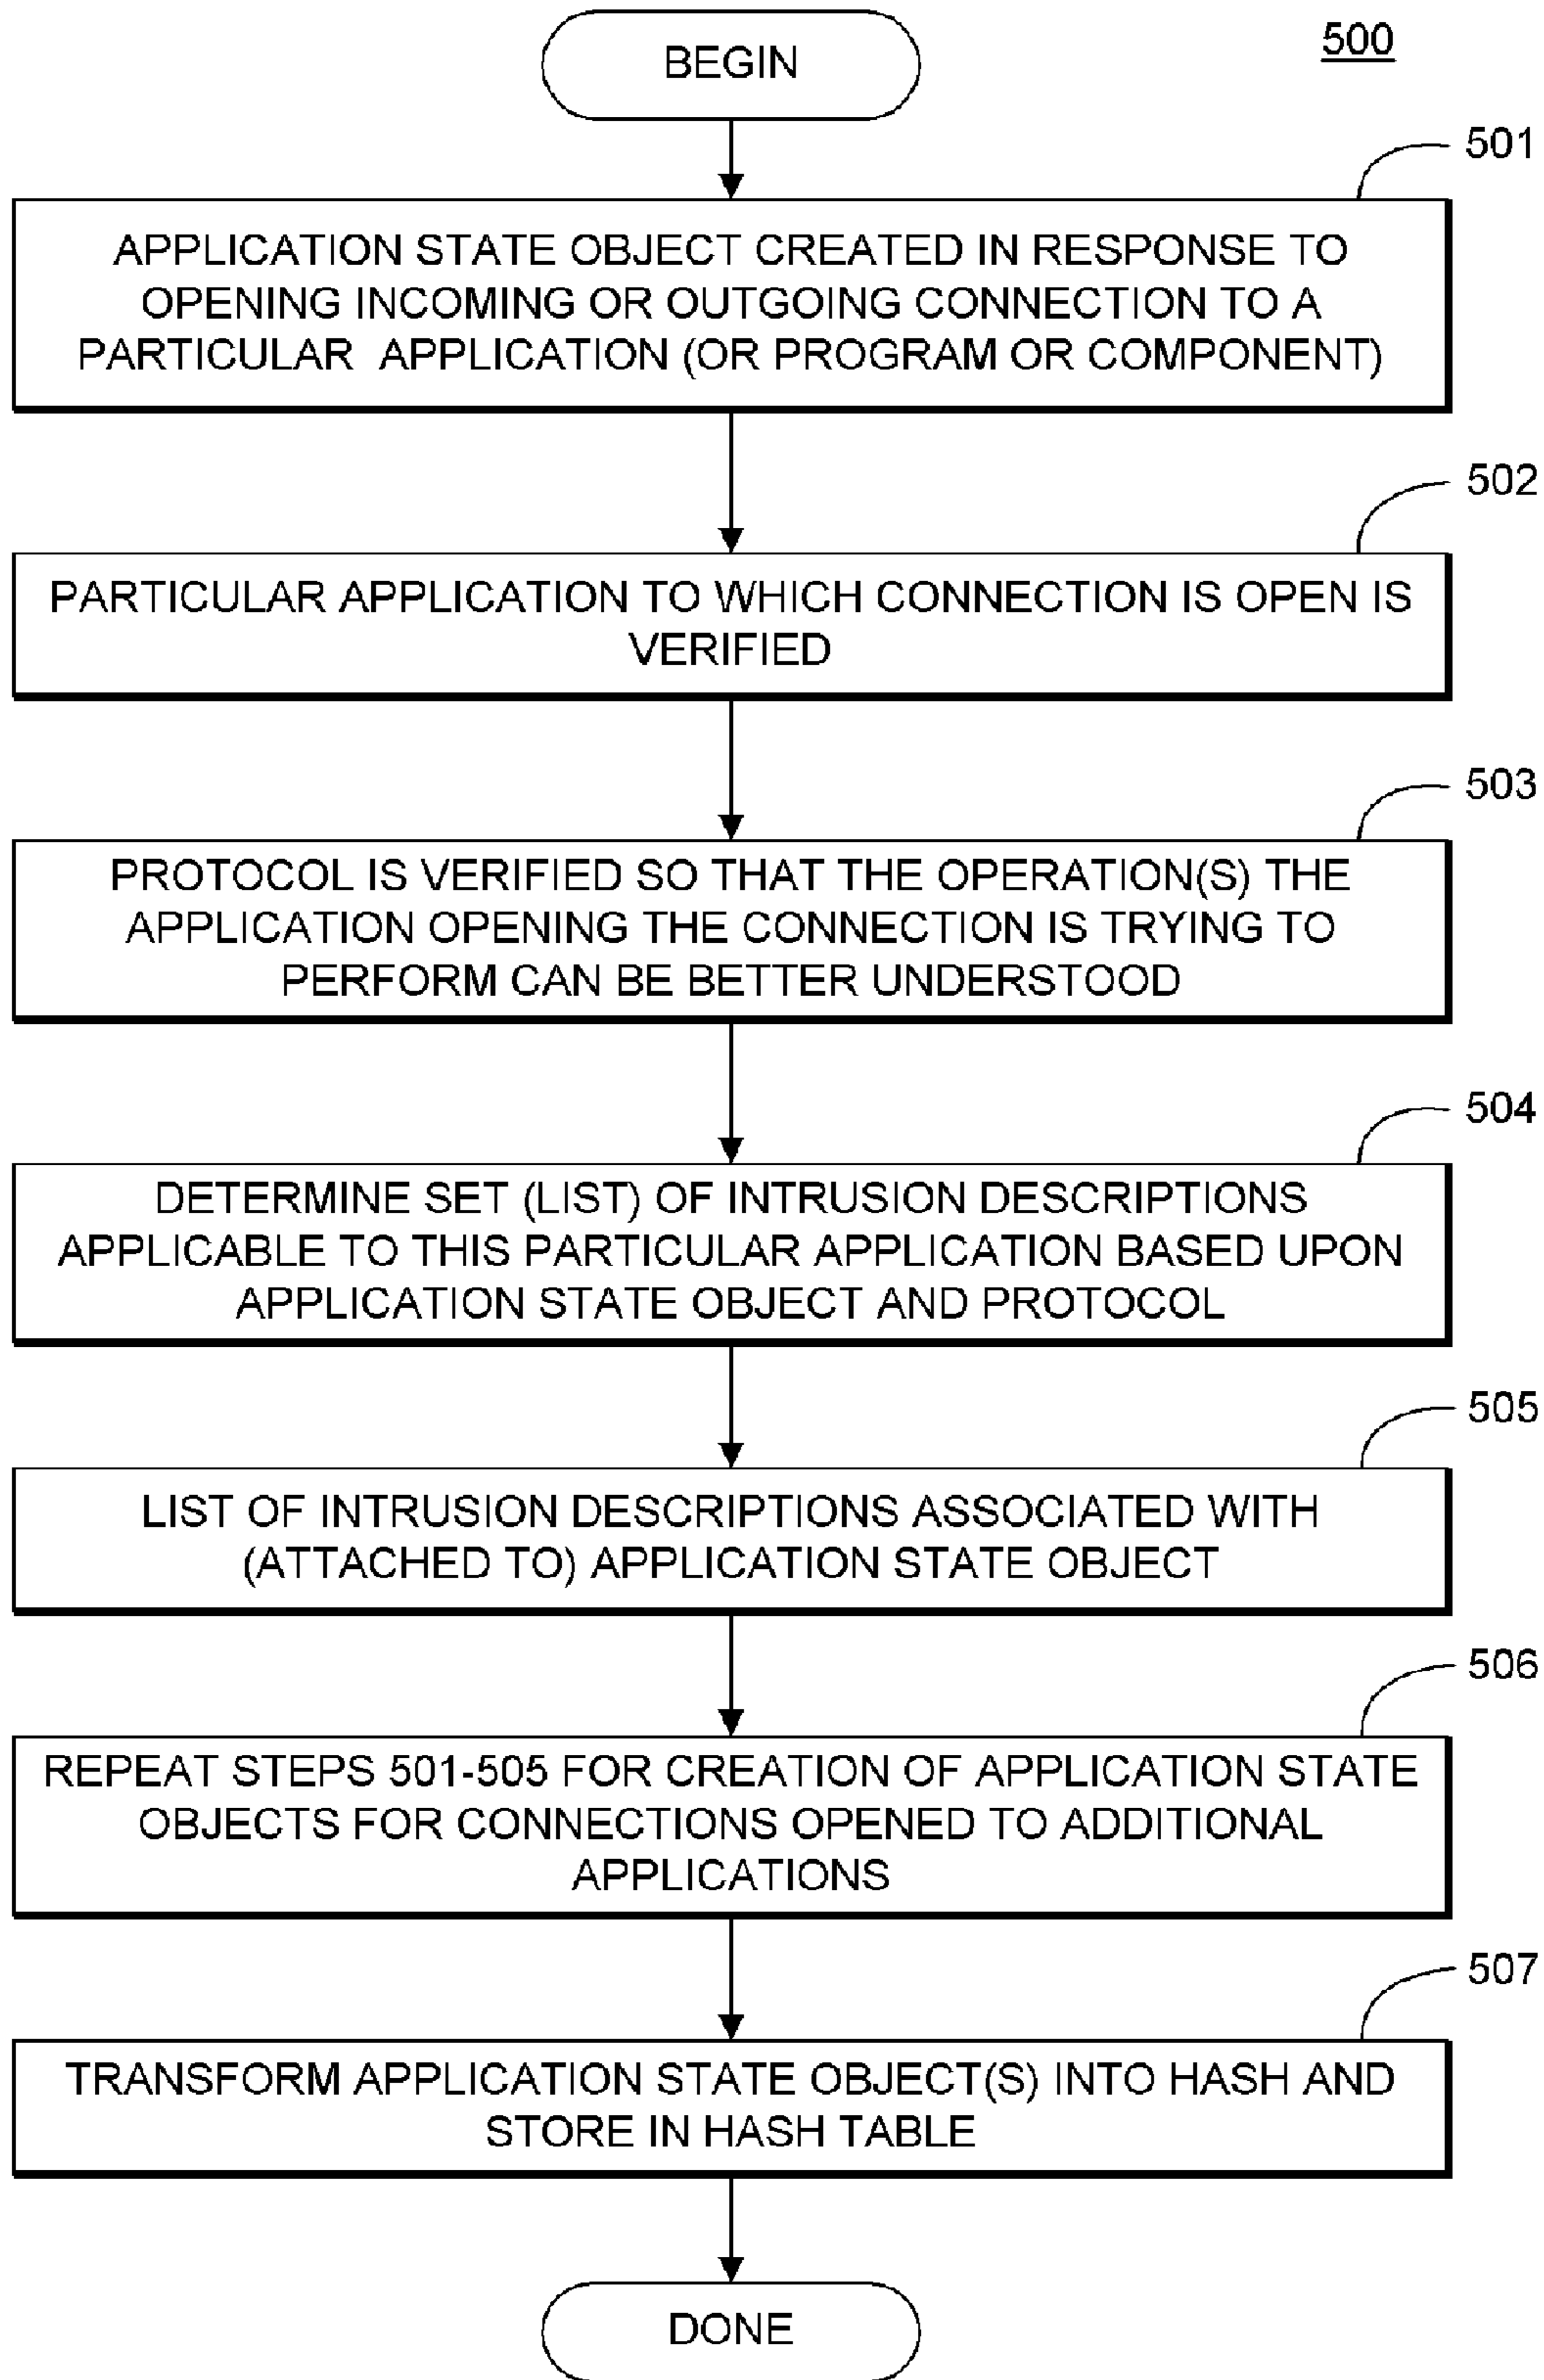 BEGIN
500
501
APPLICATION STATE OBJECT CREATED IN RESPONSE TO
OPENING INCOMING OR OUTGOING CONNECTION TO A
PARTICULAR APPLICATION (OR PROGRAM OR COMPONENT)
502
PARTICULAR APPLICATION TO WHICH CONNECTION IS OPEN IS
VERIFIED
503
PROTOCOL IS VERIFIED SO THAT THE OPERATION(S) THE
APPLICATION OPENING THE CONNECTION IS TRYING TO
PERFORM CAN BE BETTER UNDERSTOOD
504
DETERMINE SET (LIST) OF INTRUSION DESCRIPTIONS
APPLICABLE TO THIS PARTICULAR APPLICATION BASED UPON
APPLICATION STATE OBJECT AND PROTOCOL
505
LIST OF INTRUSION DESCRIPTIONS ASSOCIATED WITH
(ATTACHED TO) APPLICATION STATE OBJECT
506
REPEAT STEPS 501-505 FOR CREATION OF APPLICATION STATE
OBJECTS FOR CONNECTIONS OPENED TO ADDITIONAL
APPLICATIONS
507
TRANSFORM APPLICATION STATE OBJECT(S) INTO HASH AND
STORE IN HASH TABLE
DONE